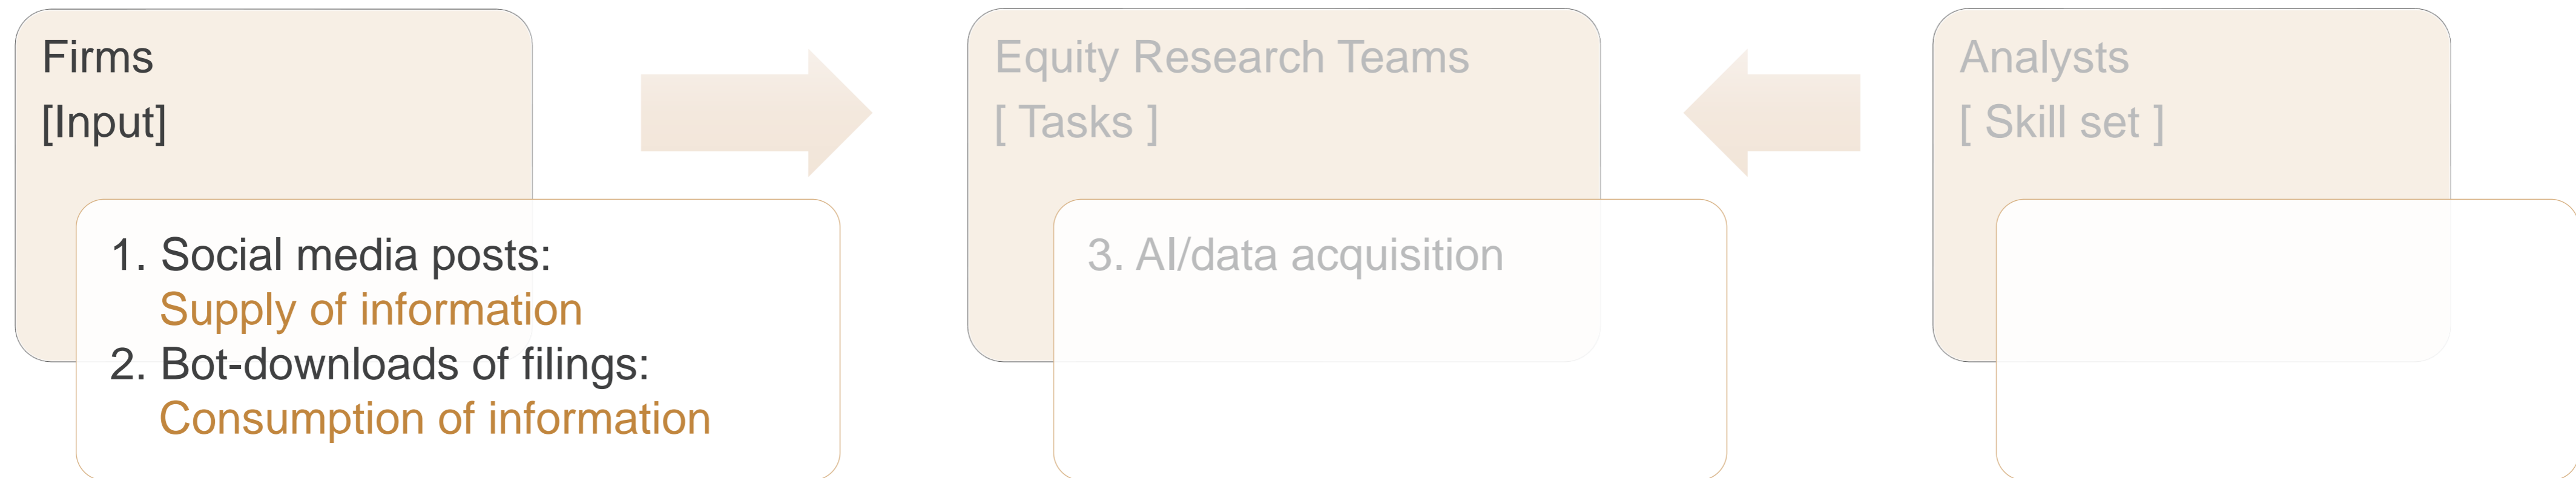 Firms
[Input]
1. Social media posts:
Supply of information
2. Bot-downloads of filings:
Consumption of information
Equity Research Teams
[ Tasks ]
3. AI/data acquisition
Analysts
[ Skill set ]